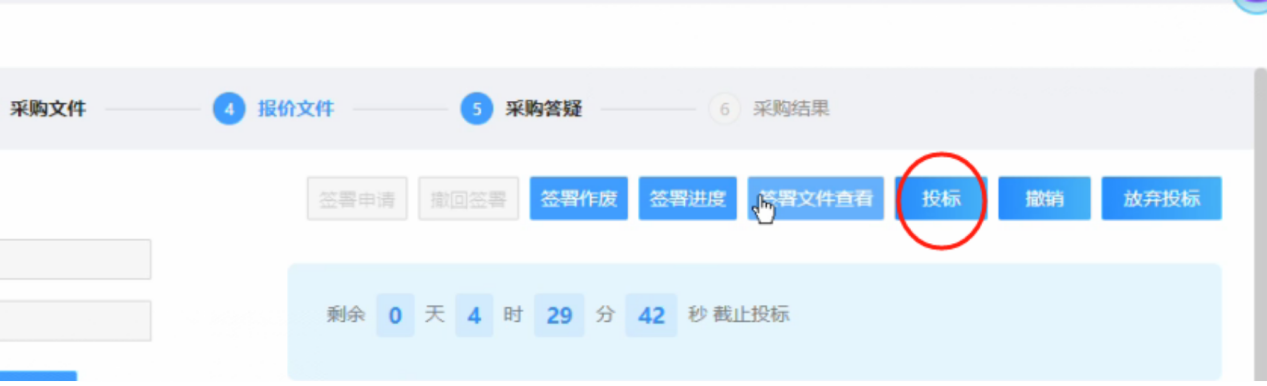 采购文件 4 报价文件 5 采购答疑 6 采购结果
签署申请 撤回签署 签署作废 签署进度 签署文件查看 投标 撤销 放弃投标
剩余 0 天 4 时 29 分 42 秒 截止投标